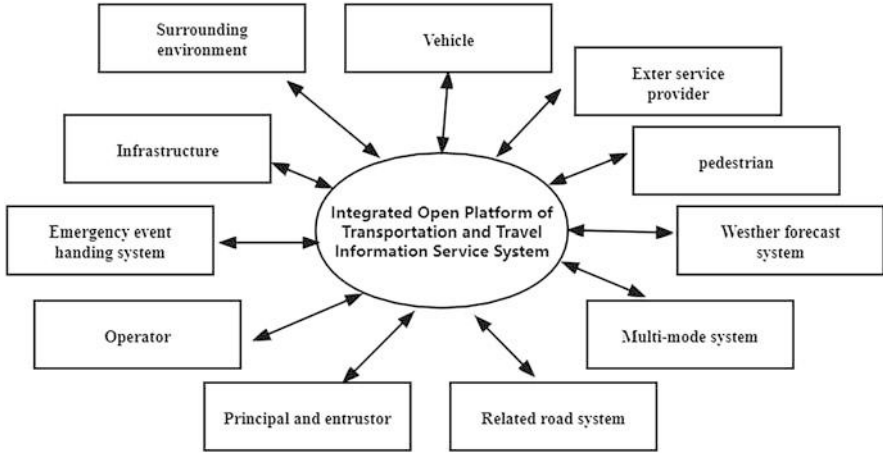 Surrounding
environment
Vehicle
Exter service
provider
Infrastructure
pedestrian
Integrated Open Platform of
Transportation and Travel
Information Service System
Emergency event
handing system
Westher forecast
system
Operator
Multi-mode system
Principal and entrustor
Related road system